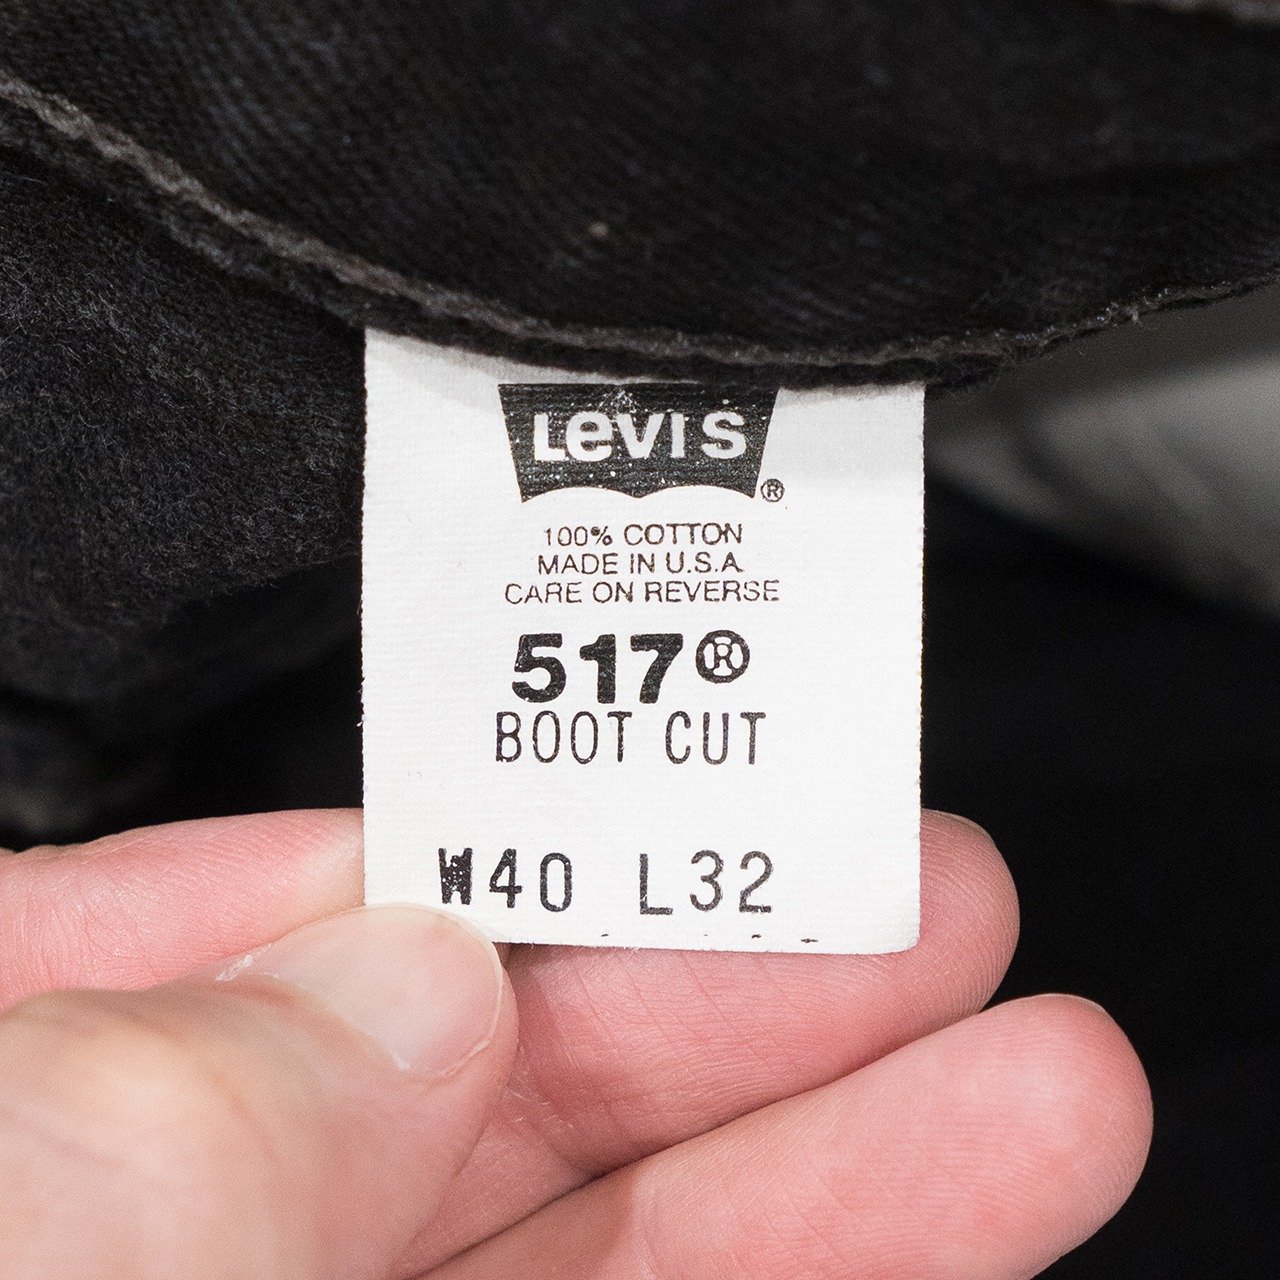 Levi's®
100% COTTON
MADE IN U.S.A.
CARE ON REVERSE
517®
BOOT CUT
W40 L32